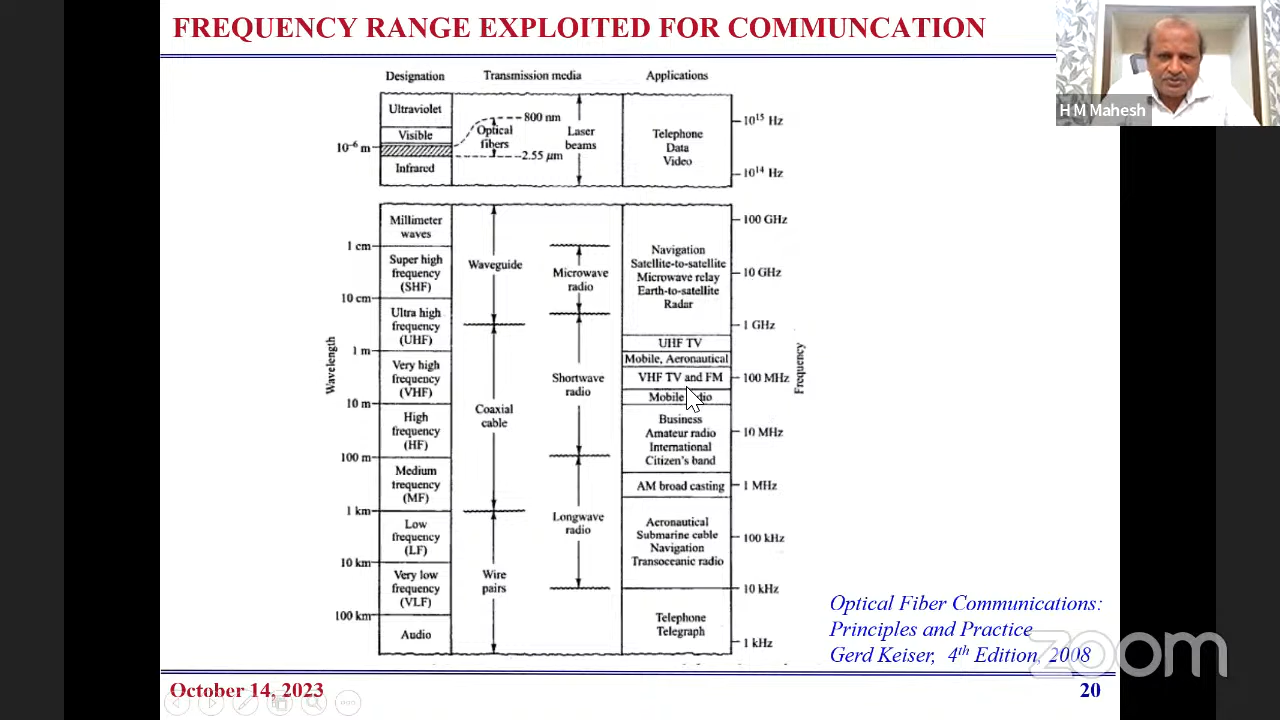 FREQUENCY RANGE EXPLOITED FOR COMMUNCATION
H M Mahesh
Designation
Transmission media
Applications
Ultraviolet
Visible
Infrared
10⁻⁶ m
Optical
fibers
800 nm
2.55 μm
Laser
beams
Telephone
Data
Video
10¹⁵ Hz
10¹⁴ Hz
Wavelength
Millimeter
waves
1 cm
Super high
frequency
(SHF)
10 cm
Ultra high
frequency
(UHF)
1 m
Very high
frequency
(VHF)
10 m
High
frequency
(HF)
100 m
Medium
frequency
(MF)
1 km
Low
frequency
(LF)
10 km
Very low
frequency
(VLF)
100 km
Audio
Waveguide
Coaxial
cable
Wire
pairs
Microwave
radio
Shortwave
radio
Longwave
radio
Navigation
Satellite-to-satellite
Microwave relay
Earth-to-satellite
Radar
UHF TV
Mobile, Aeronautical
VHF TV and FM
Mobile radio
Business
Amateur radio
International
Citizen's band
AM broad casting
Aeronautical
Submarine cable
Navigation
Transoceanic radio
Telephone
Telegraph
100 GHz
10 GHz
1 GHz
100 MHz
10 MHz
1 MHz
100 kHz
10 kHz
1 kHz
Frequency
Optical Fiber Communications:
Principles and Practice
Gerd Keiser, 4th Edition, 2008
zoom
October 14, 2023
20